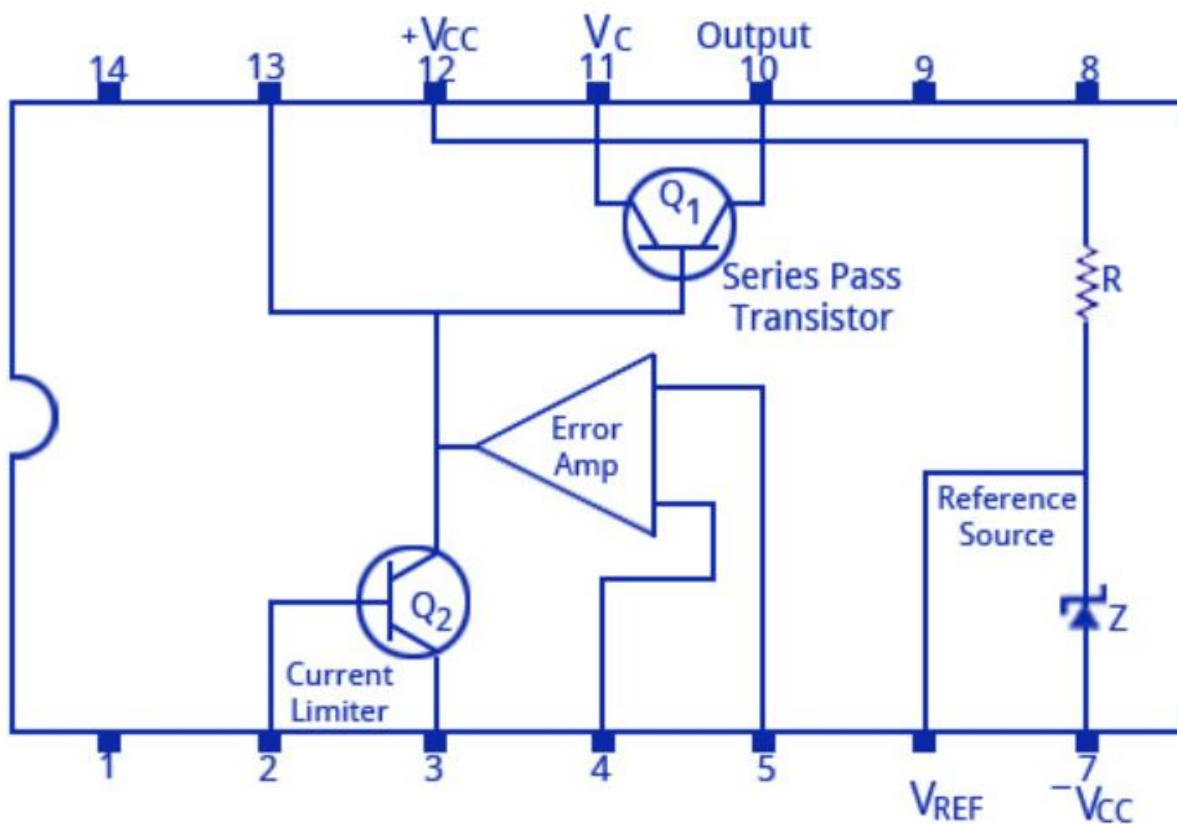 +VCC VC Output
14 13 12 11 10 9 8
Q1
Series Pass
Transistor
R
Error
Amp
Reference
Source
Q2
Z
Current
Limiter
1 2 3 4 5 7
VREF −VCC